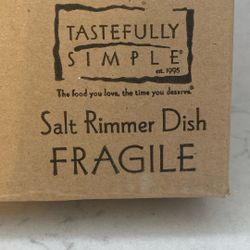 TASTEFULLY
SIMPLE®
est. 1995
The food you love, the time you deserve.®
Salt Rimmer Dish
FRAGILE